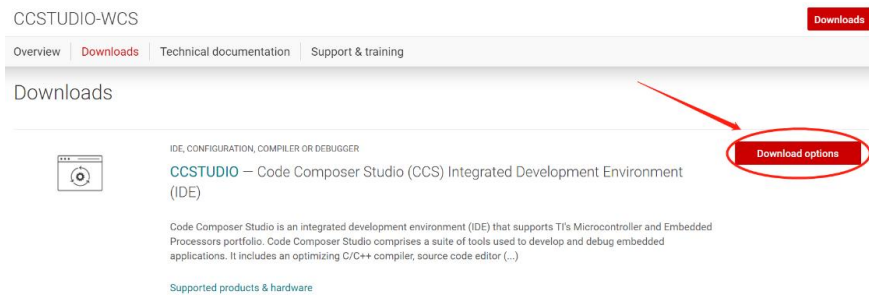 CCSTUDIO-WCS
Downloads
Overview Downloads Technical documentation Support & training
Downloads
IDE, CONFIGURATION, COMPILER OR DEBUGGER
Download options
CCSTUDIO — Code Composer Studio (CCS) Integrated Development Environment
(IDE)
Code Composer Studio is an integrated development environment (IDE) that supports TI's Microcontroller and Embedded
Processors portfolio. Code Composer Studio comprises a suite of tools used to develop and debug embedded
applications. It includes an optimizing C/C++ compiler, source code editor (...)
Supported products & hardware